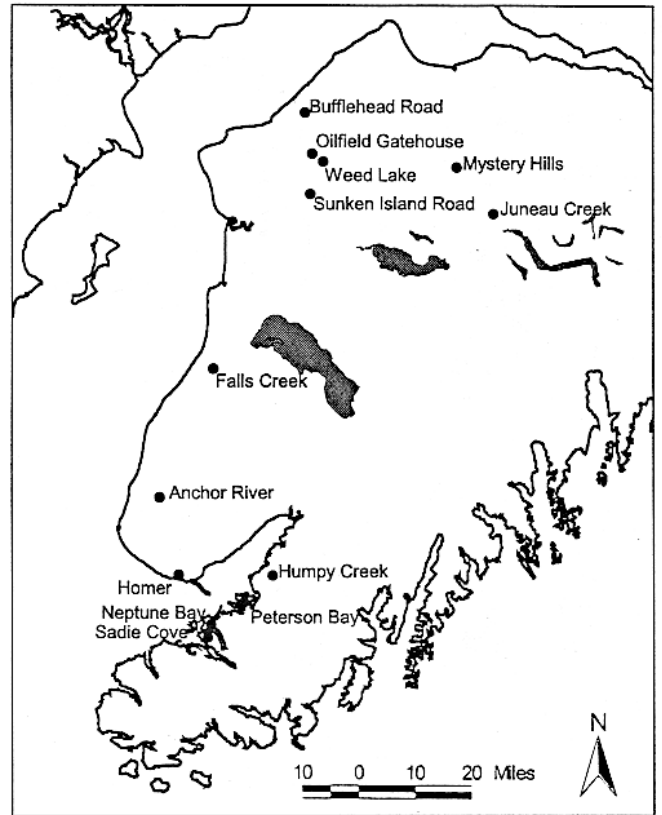 Bufflehead Road
Oilfield Gatehouse
Weed Lake
Mystery Hills
Sunken Island Road
Juneau Creek
Falls Creek
Anchor River
Homer
Humpy Creek
Neptune Bay
Peterson Bay
Sadie Cove
N
10 0 10 20 Miles